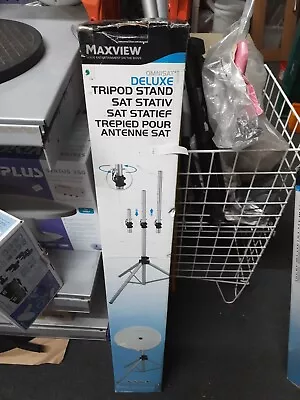 MAXVIEW
OMNISAT
DELUXE
TRIPOD STAND
SAT STATIV
SAT STATIEF
TREPIED POUR
ANTENNE SAT
PLUS